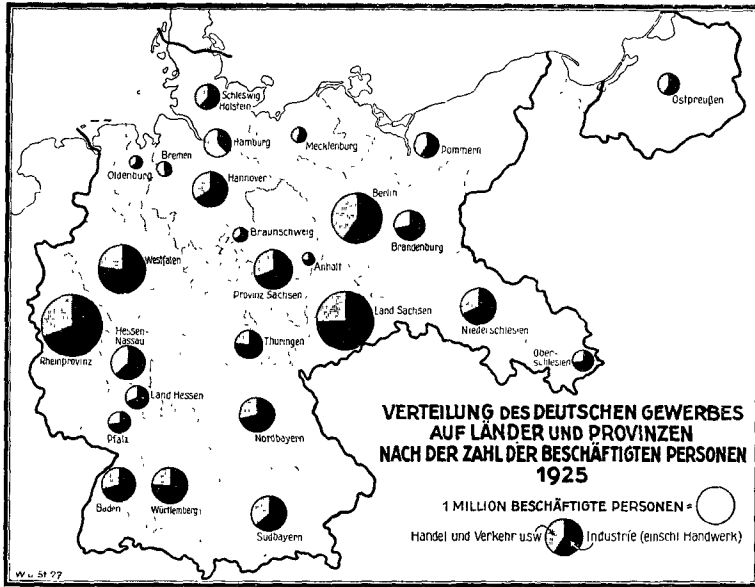 Schleswig
Holstein
Ostpreußen
Hamburg
Mecklenburg
Pommern
Bremen
Oldenburg
Hannover
Berlin
Braunschweig
Brandenburg
Westfalen
Anhalt
Provinz Sachsen
Land Sachsen
Niederschlesien
Rheinprovinz
Hessen-
Nassau
Thüringen
Ober-
schlesien
Land Hessen
Pfalz
Nordbayern
Baden
Württemberg
Südbayern
VERTEILUNG DES DEUTSCHEN GEWERBES
AUF LÄNDER UND PROVINZEN
NACH DER ZAHL DER BESCHÄFTIGTEN PERSONEN
1925
1 MILLION BESCHÄFTIGTE PERSONEN =
Handel und Verkehr usw Industrie (einschl Handwerk)
W u St 27